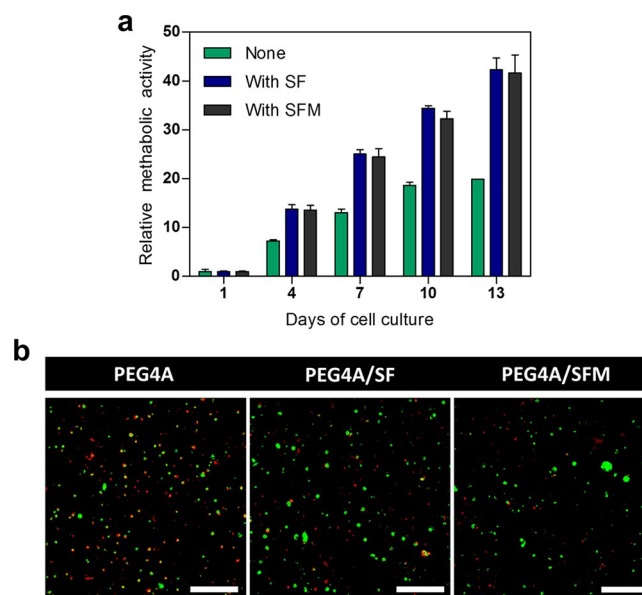 a
Relative methabolic activity
50
40
30
20
10
0
None
With SF
With SFM
1 4 7 10 13
Days of cell culture
b
PEG4A PEG4A/SF PEG4A/SFM